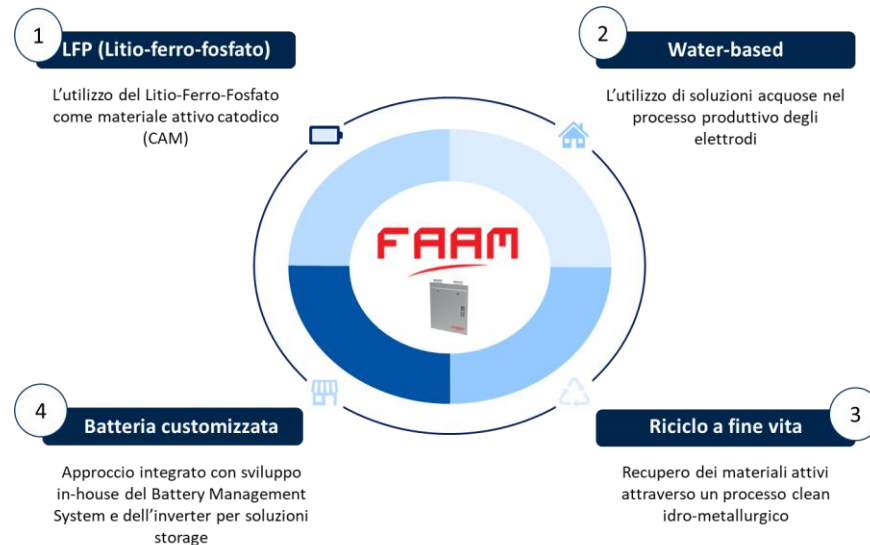 1
LFP (Litio-ferro-fosfato)
L'utilizzo del Litio-Ferro-Fosfato
come materiale attivo catodico
(CAM)
2
Water-based
L'utilizzo di soluzioni acquose nel
processo produttivo degli
elettrodi
FAAM
4
Batteria customizzata
Approccio integrato con sviluppo
in-house del Battery Management
System e dell'inverter per soluzioni
storage
3
Riciclo a fine vita
Recupero dei materiali attivi
attraverso un processo clean
idro-metallurgico